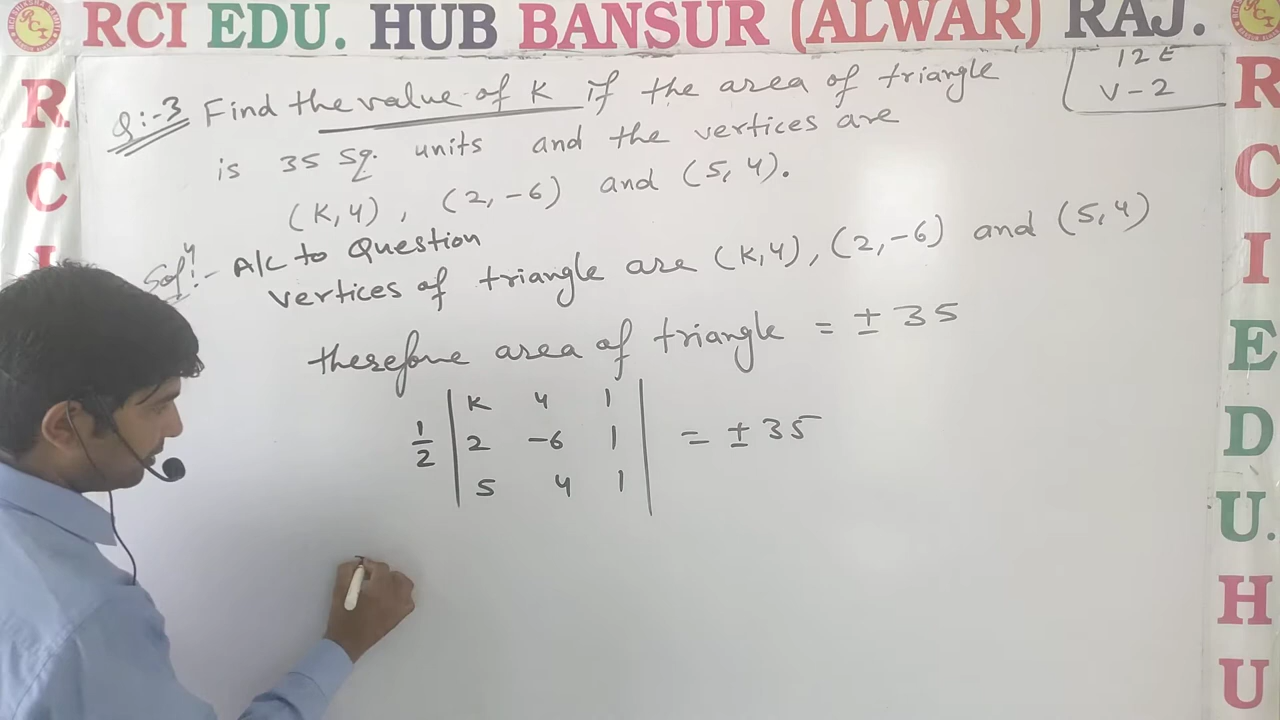 RCI EDU. HUB BANSUR (ALWAR) RAJ.
12E
V-2
Q:-3 Find the value of K if the area of triangle
is 35 sq. units and the vertices are
(K,4), (2,-6) and (5,4).
Solⁿ:- A/c to Question
vertices of triangle are (K,4), (2,-6) and (5,4)
therefore area of triangle = ± 35
1/2 | K 4 1 |
| 2 -6 1 | = ± 35
| 5 4 1 |
R.
C
I
R
C
I
E
D
U.
H
U